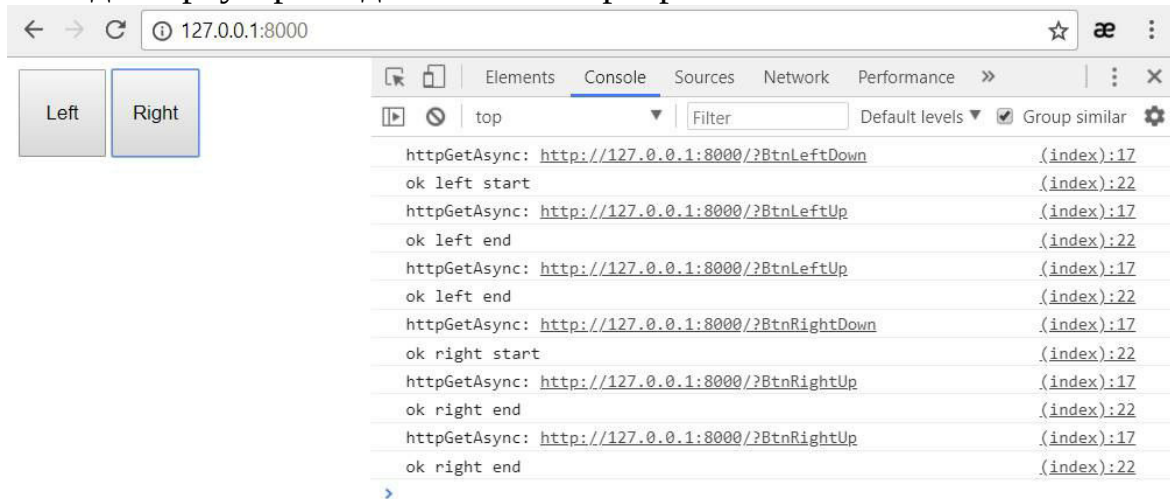 127.0.0.1:8000
Left Right
Elements Console Sources Network Performance »
top Filter Default levels Group similar
httpGetAsync: http://127.0.0.1:8000/?BtnLeftDown (index):17
ok left start (index):22
httpGetAsync: http://127.0.0.1:8000/?BtnLeftUp (index):17
ok left end (index):22
httpGetAsync: http://127.0.0.1:8000/?BtnLeftUp (index):17
ok left end (index):22
httpGetAsync: http://127.0.0.1:8000/?BtnRightDown (index):17
ok right start (index):22
httpGetAsync: http://127.0.0.1:8000/?BtnRightUp (index):17
ok right end (index):22
httpGetAsync: http://127.0.0.1:8000/?BtnRightUp (index):17
ok right end (index):22